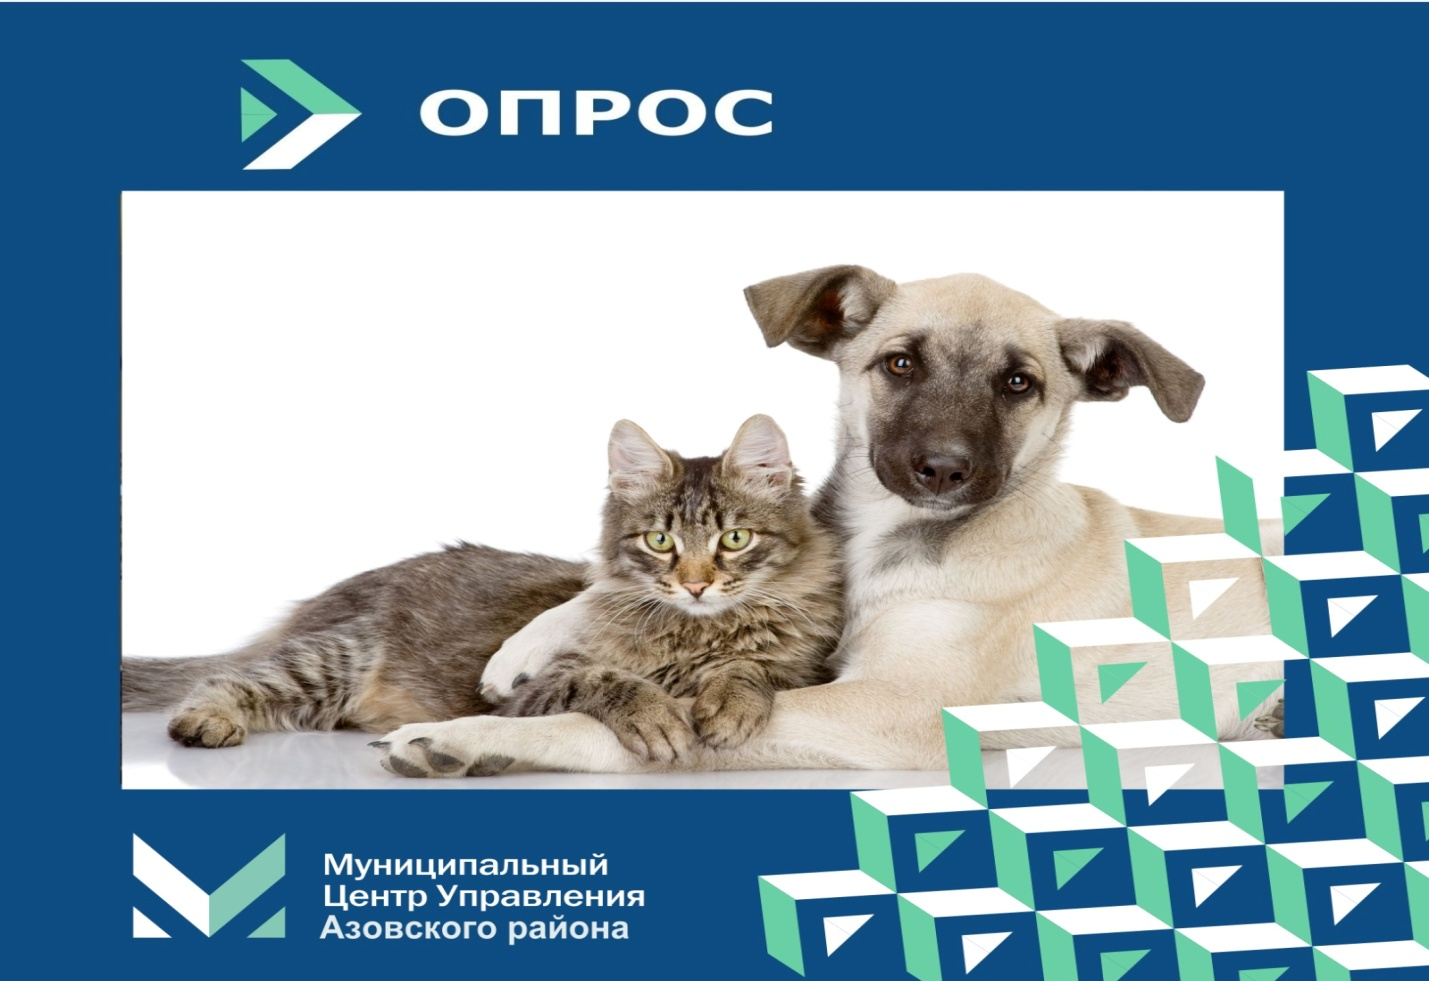 ОПРОС
Муниципальный
Центр Управления
Азовского района